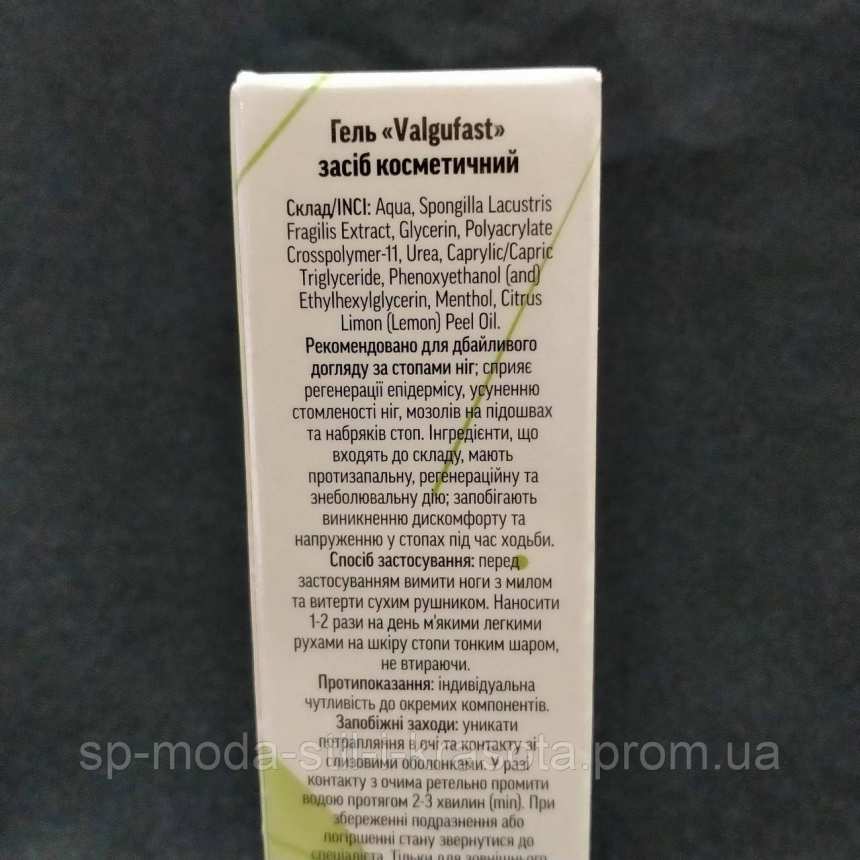 Гель «Valgufast»
засіб косметичний
Склад/INCI: Aqua, Spongilla Lacustris
Fragilis Extract, Glycerin, Polyacrylate
Crosspolymer-11, Urea, Caprylic/Capric
Triglyceride, Phenoxyethanol (and)
Ethylhexylglycerin, Menthol, Citrus
Limon (Lemon) Peel Oil.
Рекомендовано для дбайливого
догляду за стопами ніг; сприяє
регенерації епідермісу, усуненню
стомленості ніг, мозолів на підошвах
та набряків стоп. Інгредієнти, що
входять до складу, мають
протизапальну, регенераційну та
знеболювальну дію; запобігають
виникненню дискомфорту та
напруженню у стопах під час ходьби.
Спосіб застосування: перед
застосуванням вимити ноги з милом
та витерти сухим рушником. Наносити
1-2 рази на день м'якими легкими
рухами на шкіру стопи тонким шаром,
не втираючи.
Протипоказання: індивідуальна
чутливість до окремих компонентів.
Запобіжні заходи: уникати
потрапляння в очі та контакту зі
слизовими оболонками. У разі
контакту з очима ретельно промити
водою протягом 2-3 хвилин (min). При
збереженні подразнення або
погіршенні стану звернутися до
спеціаліста. Тільки для зовнішнього
sp-moda-stil-i-krasota.prom.ua